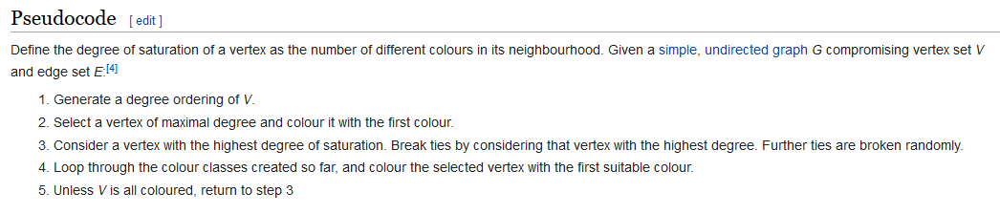 Pseudocode [ edit ]
Define the degree of saturation of a vertex as the number of different colours in its neighbourhood. Given a simple, undirected graph G compromising vertex set V
and edge set E:[4]
1. Generate a degree ordering of V.
2. Select a vertex of maximal degree and colour it with the first colour.
3. Consider a vertex with the highest degree of saturation. Break ties by considering that vertex with the highest degree. Further ties are broken randomly.
4. Loop through the colour classes created so far, and colour the selected vertex with the first suitable colour.
5. Unless V is all coloured, return to step 3